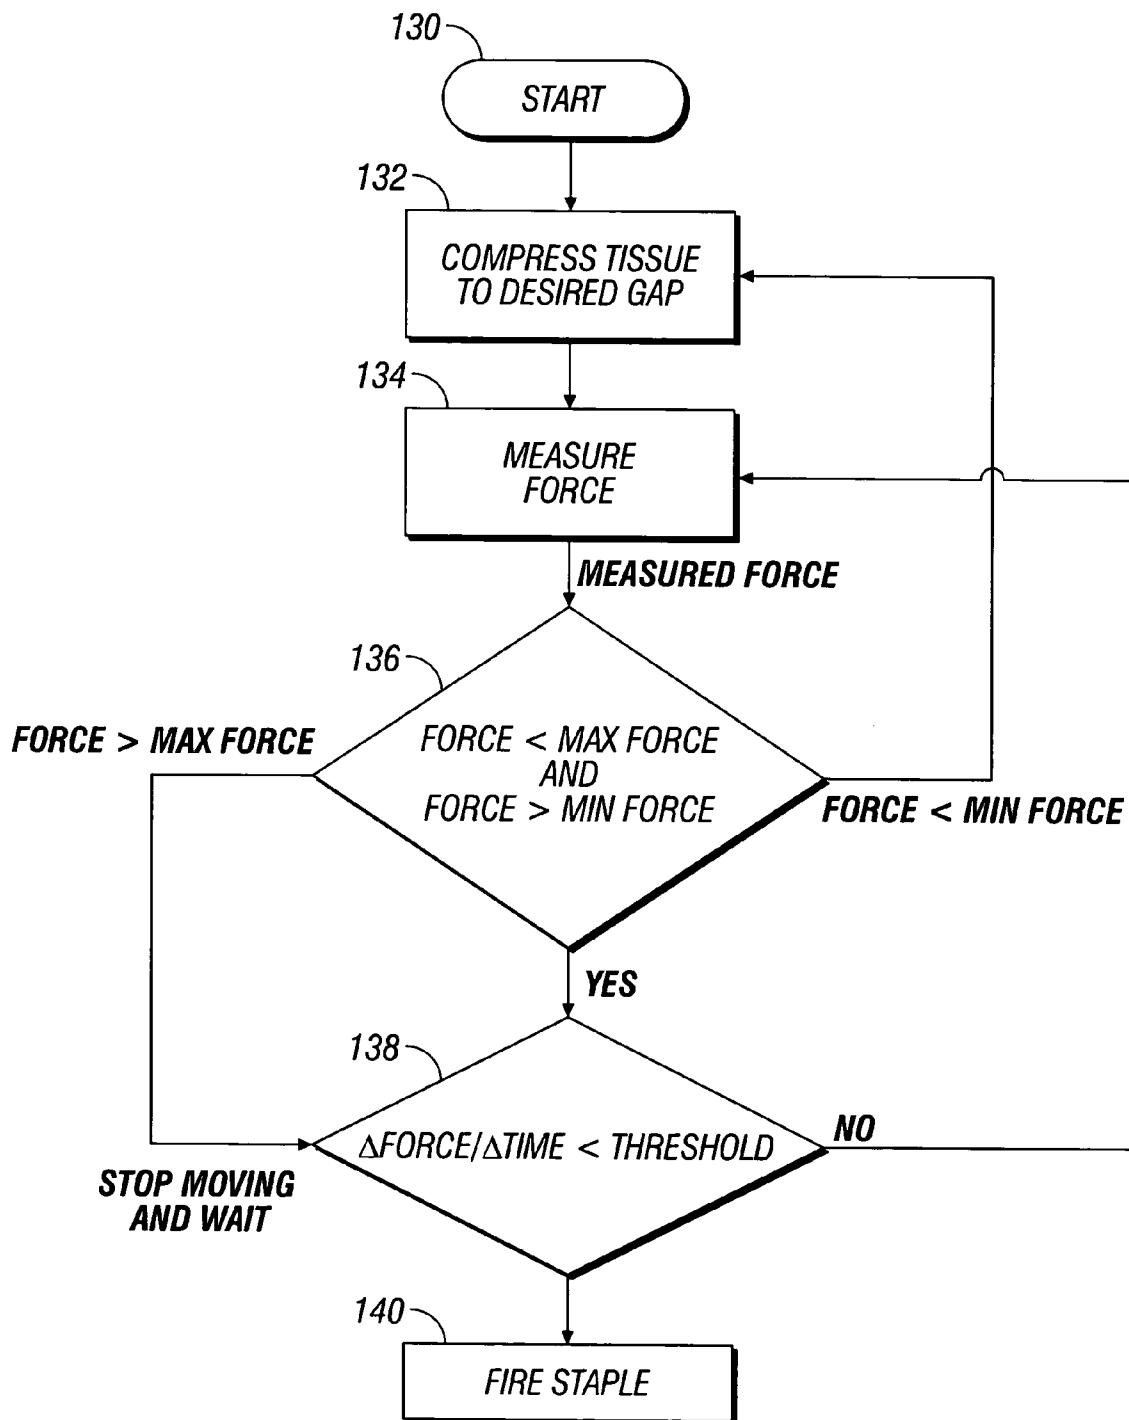 130
START
132
COMPRESS TISSUE
TO DESIRED GAP
134
MEASURE
FORCE
MEASURED FORCE
136
FORCE > MAX FORCE
FORCE < MAX FORCE
AND
FORCE > MIN FORCE
FORCE < MIN FORCE
YES
138
ΔFORCE/ΔTIME < THRESHOLD
NO
STOP MOVING
AND WAIT
140
FIRE STAPLE